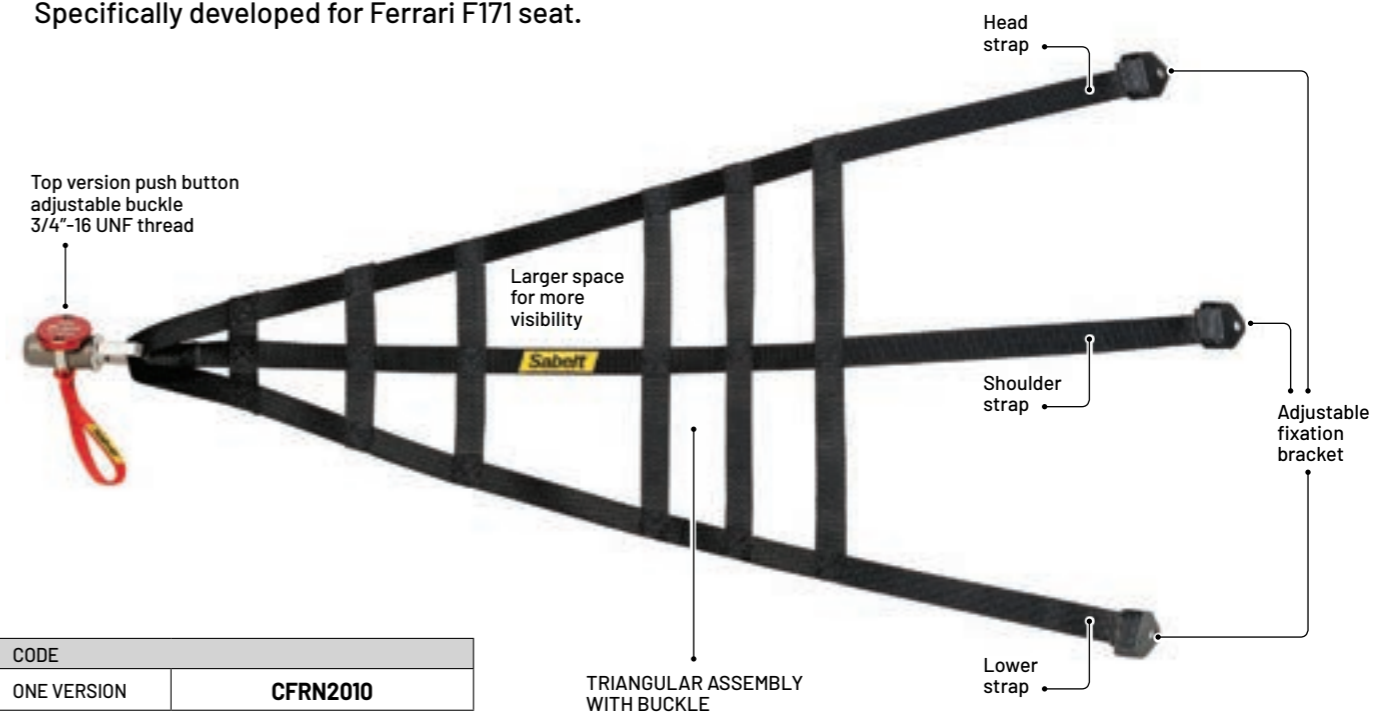 Specifically developed for Ferrari F171 seat.
Head
strap
Top version push button
adjustable buckle
3/4"-16 UNF thread
Larger space
for more
visibility
Sabelt
Shoulder
strap
Adjustable
fixation
bracket
Lower
strap
TRIANGULAR ASSEMBLY
WITH BUCKLE
CODE
ONE VERSION CFRN2010